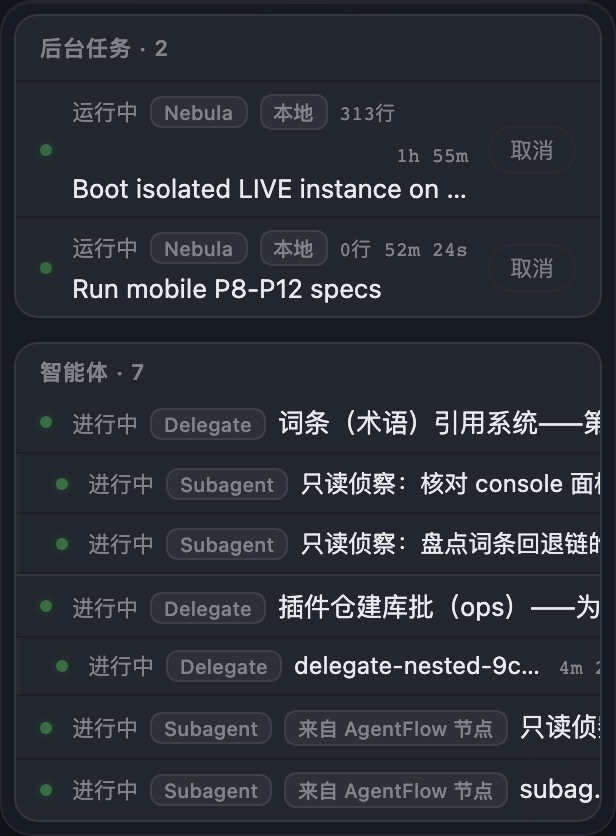 后台任务 · 2
运行中 Nebula 本地 313行
1h 55m 取消
Boot isolated LIVE instance on ...
运行中 Nebula 本地 0行 52m 24s
取消
Run mobile P8-P12 specs
智能体 · 7
进行中 Delegate 词条（术语）引用系统——第
进行中 Subagent 只读侦察：核对 console 面
进行中 Subagent 只读侦察：盘点词条回退链
进行中 Delegate 插件仓建库批（ops）——为
进行中 Delegate delegate-nested-9c... 4m
进行中 Subagent 来自 AgentFlow 节点 只读侦
进行中 Subagent 来自 AgentFlow 节点 subag.